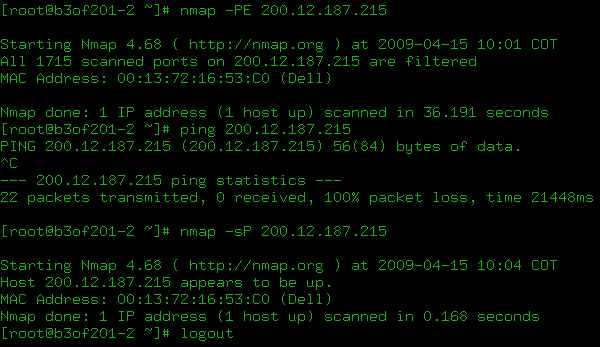 [root@b3of201-2 ~]# nmap -PE 200.12.187.215
Starting Nmap 4.68 ( http://nmap.org ) at 2009-04-15 10:01 COT
All 1715 scanned ports on 200.12.187.215 are filtered
MAC Address: 00:13:72:16:53:C0 (Dell)
Nmap done: 1 IP address (1 host up) scanned in 36.191 seconds
[root@b3of201-2 ~]# ping 200.12.187.215
PING 200.12.187.215 (200.12.187.215) 56(84) bytes of data.
^C
--- 200.12.187.215 ping statistics ---
22 packets transmitted, 0 received, 100% packet loss, time 21448ms
[root@b3of201-2 ~]# nmap -sP 200.12.187.215
Starting Nmap 4.68 ( http://nmap.org ) at 2009-04-15 10:04 COT
Host 200.12.187.215 appears to be up.
MAC Address: 00:13:72:16:53:C0 (Dell)
Nmap done: 1 IP address (1 host up) scanned in 0.168 seconds
[root@b3of201-2 ~]# logout